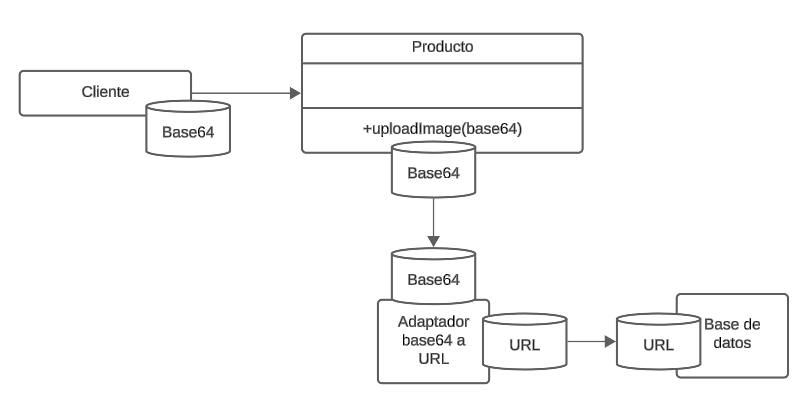 Producto
Cliente
Base64
+uploadImage(base64)
Base64
Base64
Adaptador
base64 a
URL
URL
URL
Base de
datos